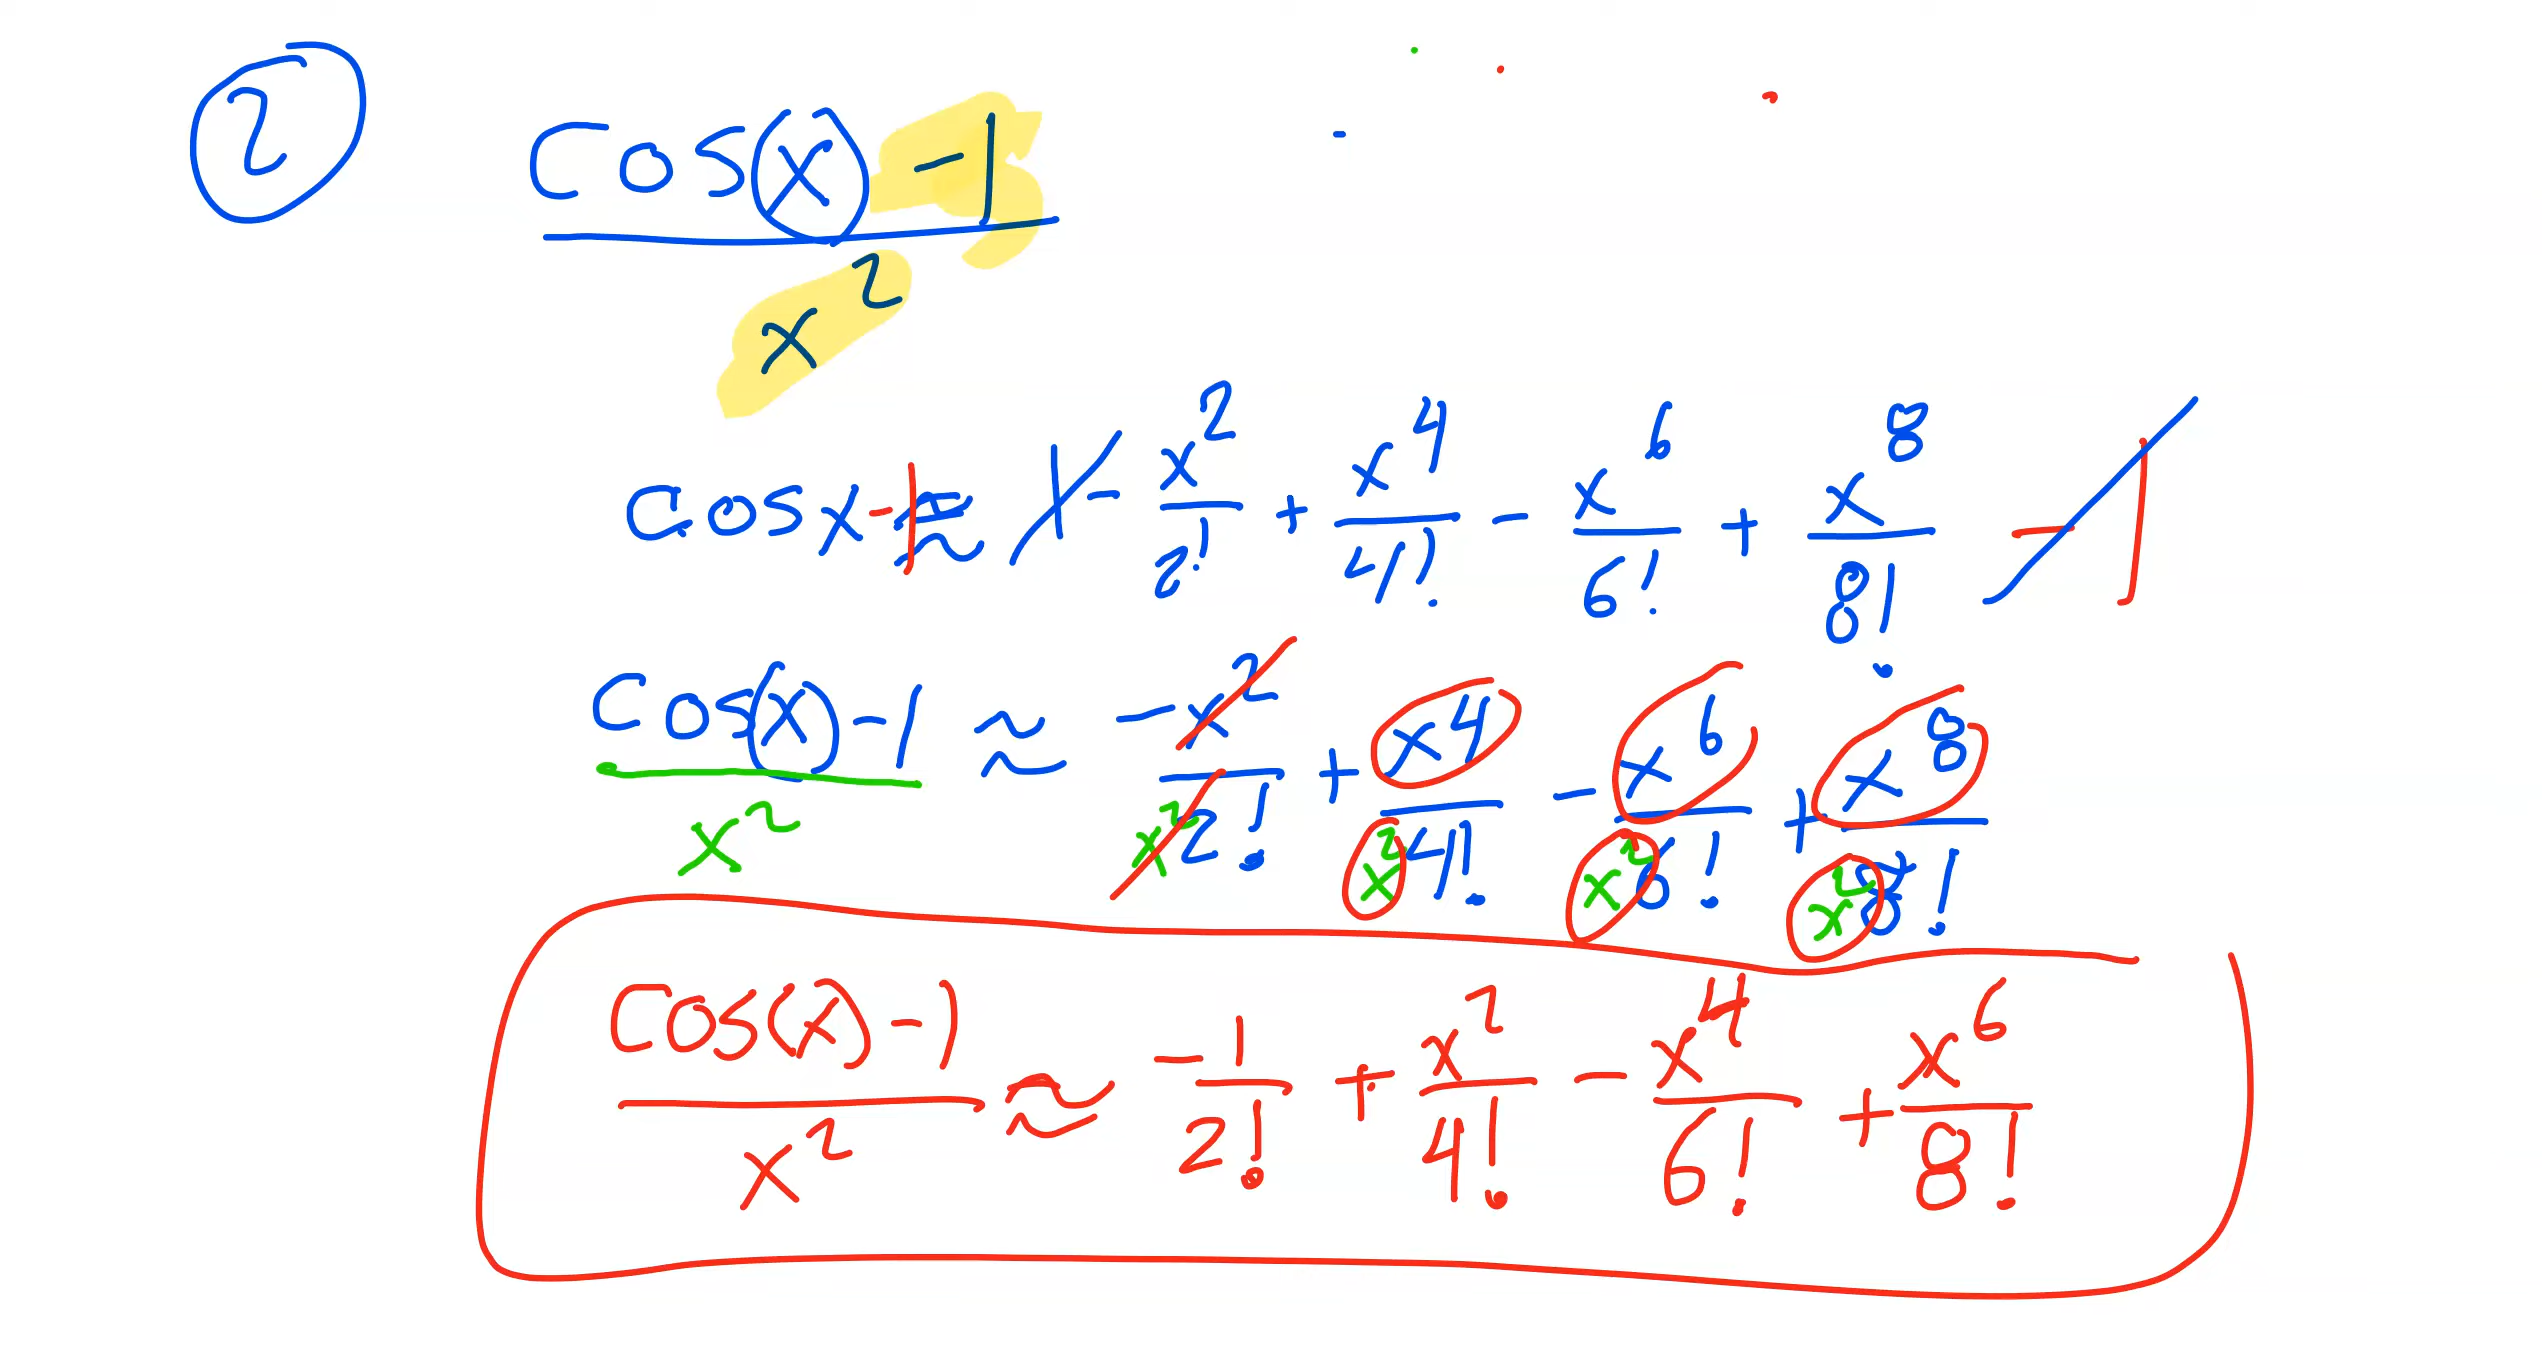 2
cos(x) - 1
x^2
cos x - 1 ≈ 1 - x^2/2! + x^4/4! - x^6/6! + x^8/8! - 1
(cos(x) - 1)/x^2 ≈ -x^2/(x^2 2!) + x^4/(x^2 4!) - x^6/(x^2 6!) + x^8/(x^2 8!)
(cos(x) - 1)/x^2 ≈ -1/2! + x^2/4! - x^4/6! + x^6/8!